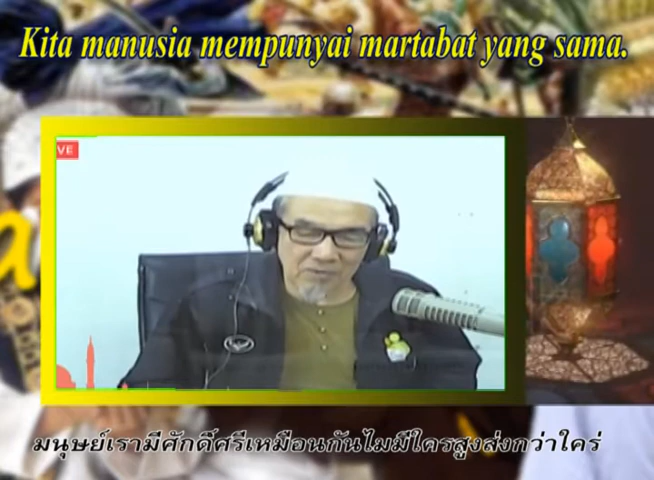 Kita manusia mempunyai martabat yang sama.
VE
มนุษย์เรามีศักดิ์ศรีเหมือนกันไม่มีใครสูงส่งกว่าใคร่